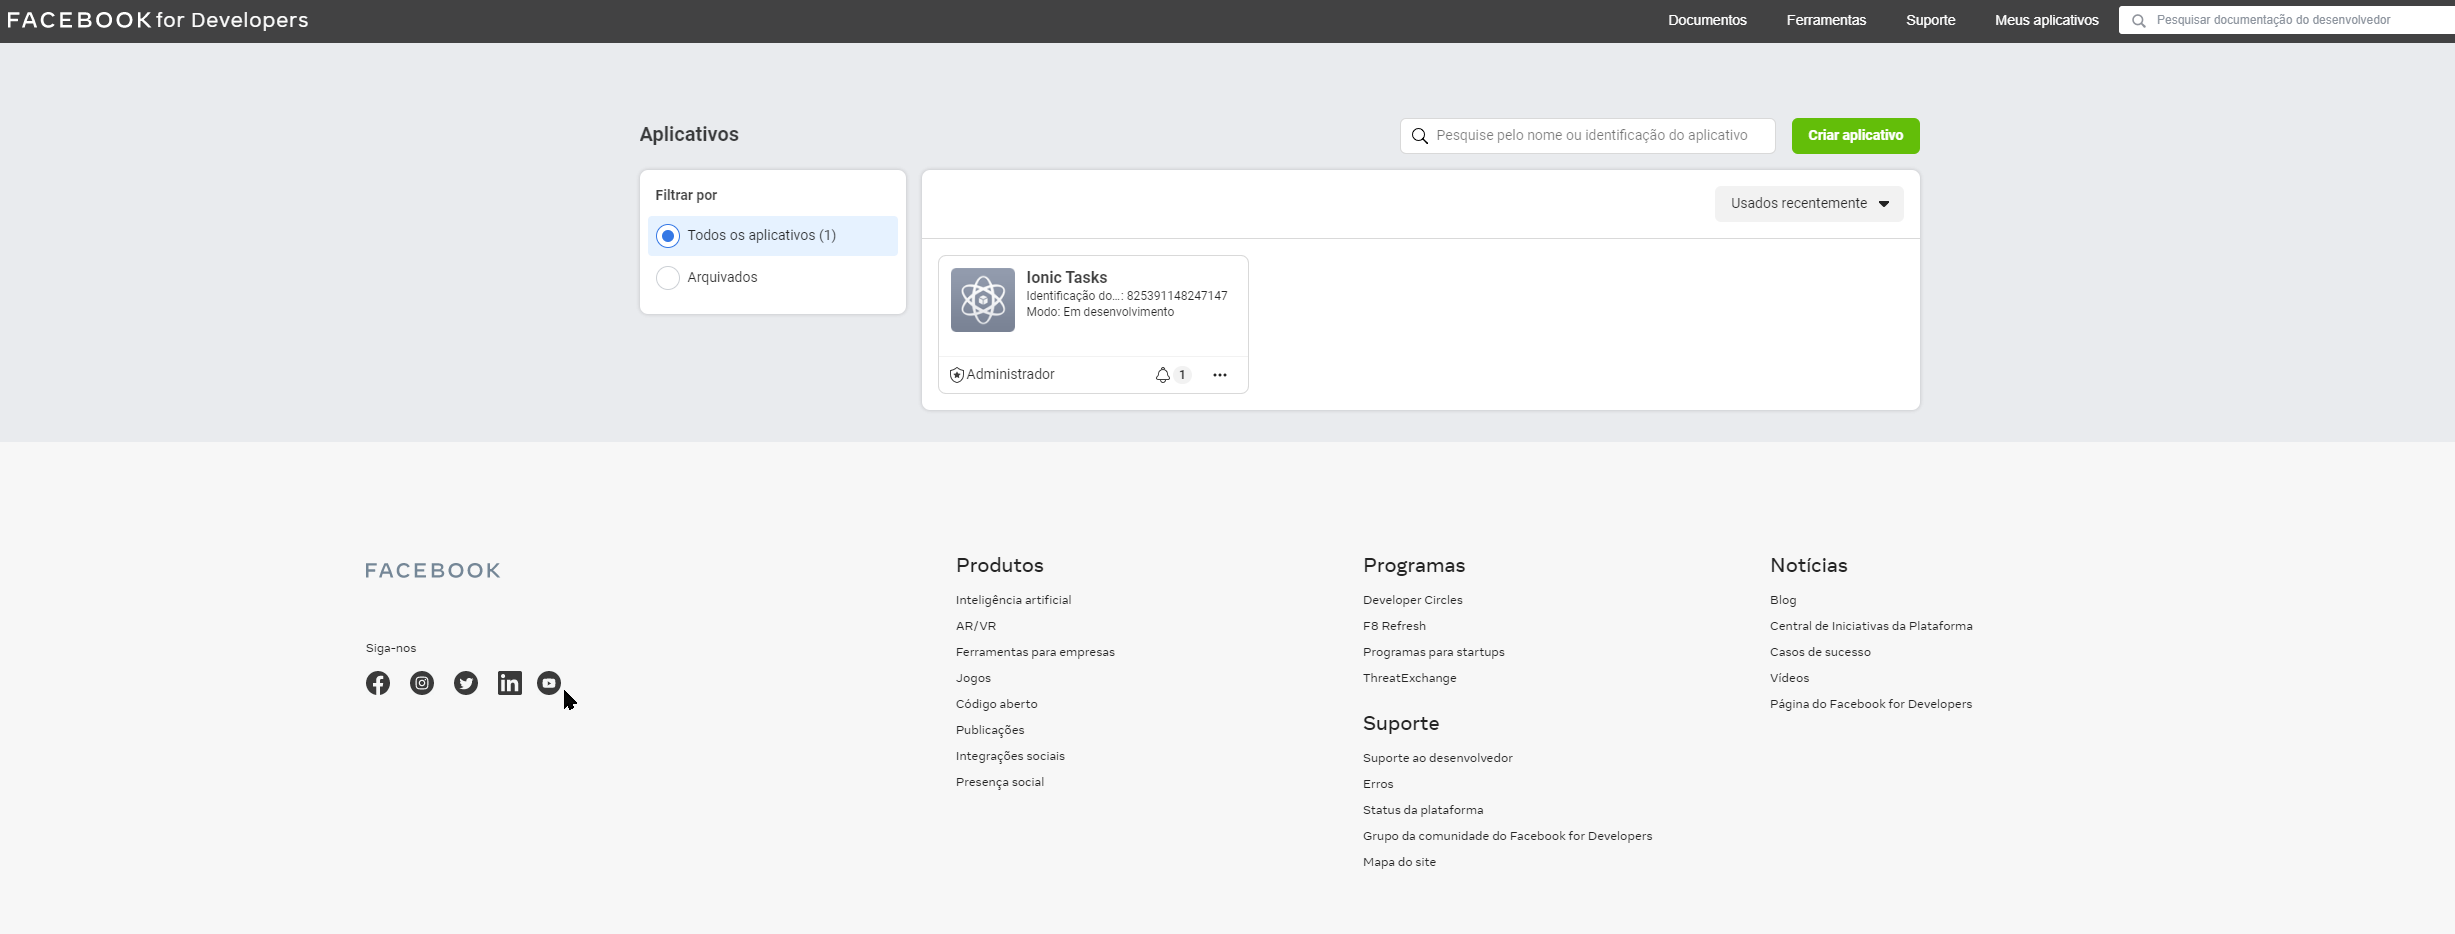 FACEBOOK for Developers
Documentos
Ferramentas
Suporte
Meus aplicativos
Pesquisar documentação do desenvolvedor
Aplicativos
Pesquise pelo nome ou identificação do aplicativo
Criar aplicativo
Filtrar por
Todos os aplicativos (1)
Arquivados
Usados recentemente
Ionic Tasks
Identificação do...: 825391148247147
Modo: Em desenvolvimento
Administrador
1
FACEBOOK
Siga-nos
Produtos
Inteligência artificial
AR/VR
Ferramentas para empresas
Jogos
Código aberto
Publicações
Integrações sociais
Presença social
Programas
Developer Circles
F8 Refresh
Programas para startups
ThreatExchange
Suporte
Suporte ao desenvolvedor
Erros
Status da plataforma
Grupo da comunidade do Facebook for Developers
Mapa do site
Notícias
Blog
Central de Iniciativas da Plataforma
Casos de sucesso
Vídeos
Página do Facebook for Developers